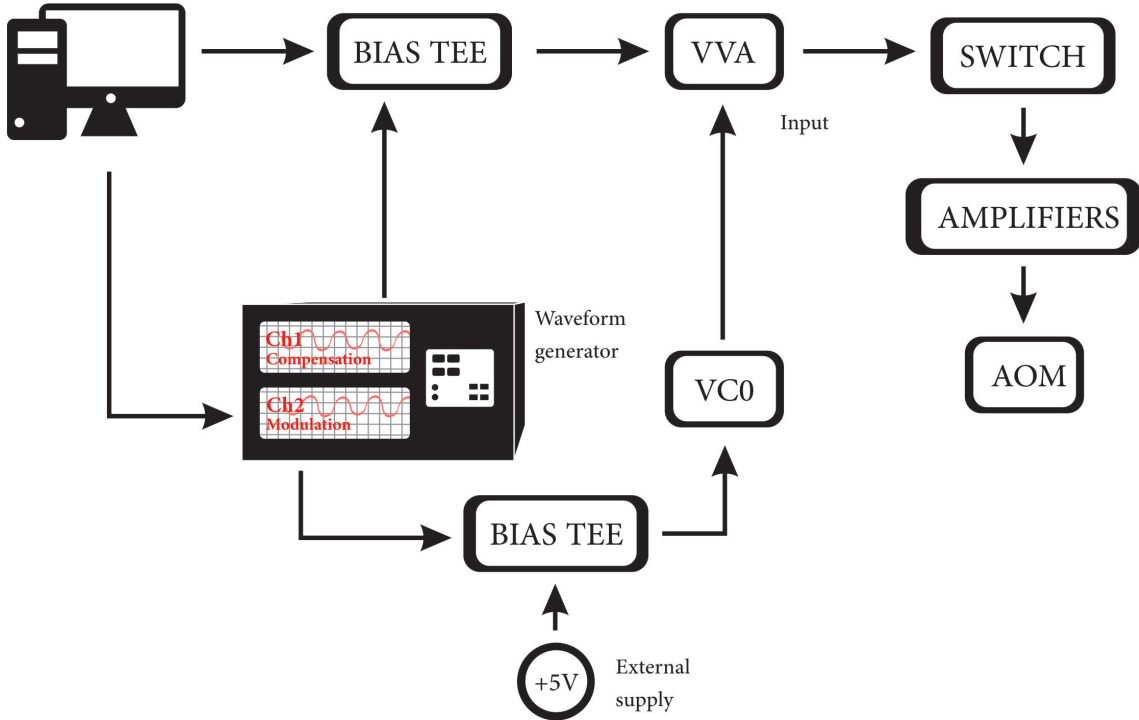 BIAS TEE
VVA
SWITCH
Input
AMPLIFIERS
Waveform
generator
Ch1
Compensation
Ch2
Modulation
VC0
AOM
BIAS TEE
+5V
External
supply